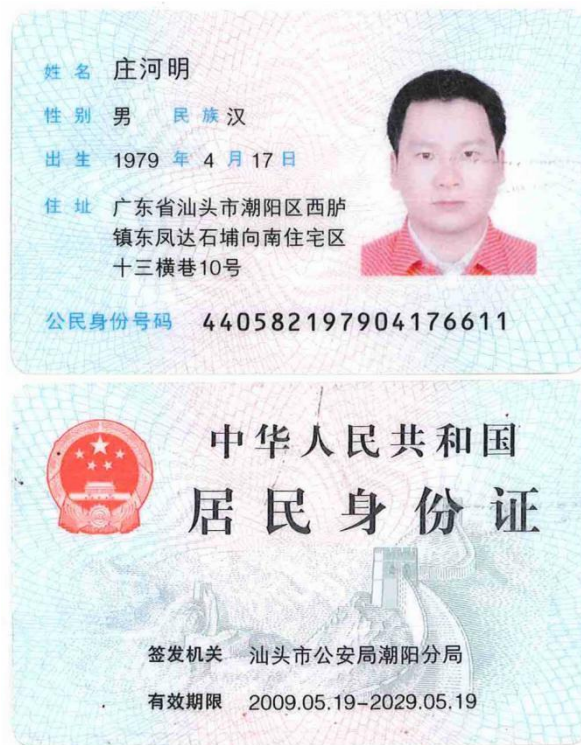 姓名 庄河明
性别 男 民族 汉
出生 1979 年 4 月 17 日
住址 广东省汕头市潮阳区西胪
镇东凤达石埔向南住宅区
十三横巷10号
公民身份号码 440582197904176611
中华人民共和国
居民身份证
签发机关 汕头市公安局潮阳分局
有效期限 2009.05.19-2029.05.19